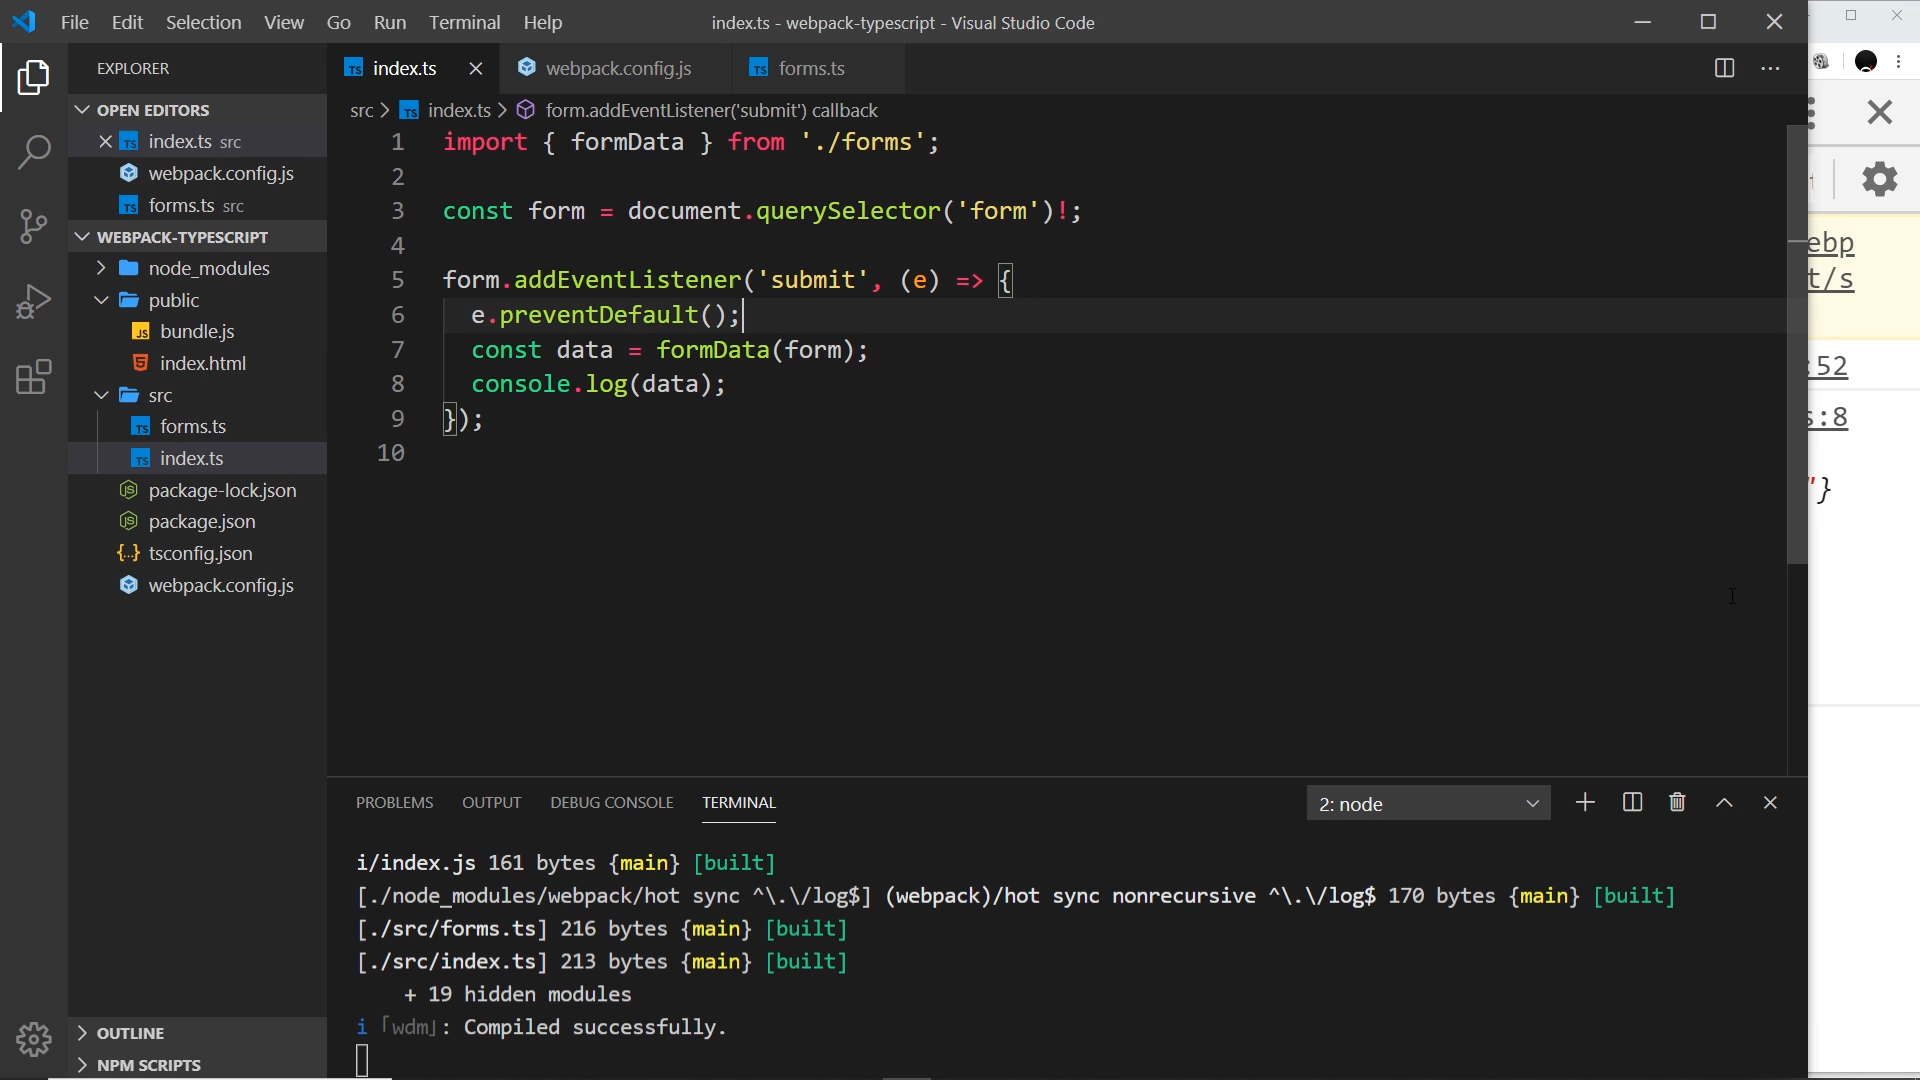 File Edit Selection View Go Run Terminal Help index.ts - webpack-typescript - Visual Studio Code
EXPLORER
OPEN EDITORS
index.ts src
webpack.config.js
forms.ts src
WEBPACK-TYPESCRIPT
node_modules
public
bundle.js
index.html
src
forms.ts
index.ts
package-lock.json
package.json
tsconfig.json
webpack.config.js
OUTLINE
NPM SCRIPTS
index.ts webpack.config.js forms.ts
src > index.ts > form.addEventListener('submit') callback
1 import { formData } from './forms';
2
3 const form = document.querySelector('form')!;
4
5 form.addEventListener('submit', (e) => {
6 e.preventDefault();
7 const data = formData(form);
8 console.log(data);
9 });
10
PROBLEMS OUTPUT DEBUG CONSOLE TERMINAL 2: node
i/index.js 161 bytes {main} [built]
[./node_modules/webpack/hot sync ^\.\/log$] (webpack)/hot sync nonrecursive ^\.\/log$ 170 bytes {main} [built]
[./src/forms.ts] 216 bytes {main} [built]
[./src/index.ts] 213 bytes {main} [built]
+ 19 hidden modules
i ｢wdm｣: Compiled successfully.
ebp
t/s
:52
s:8
"}